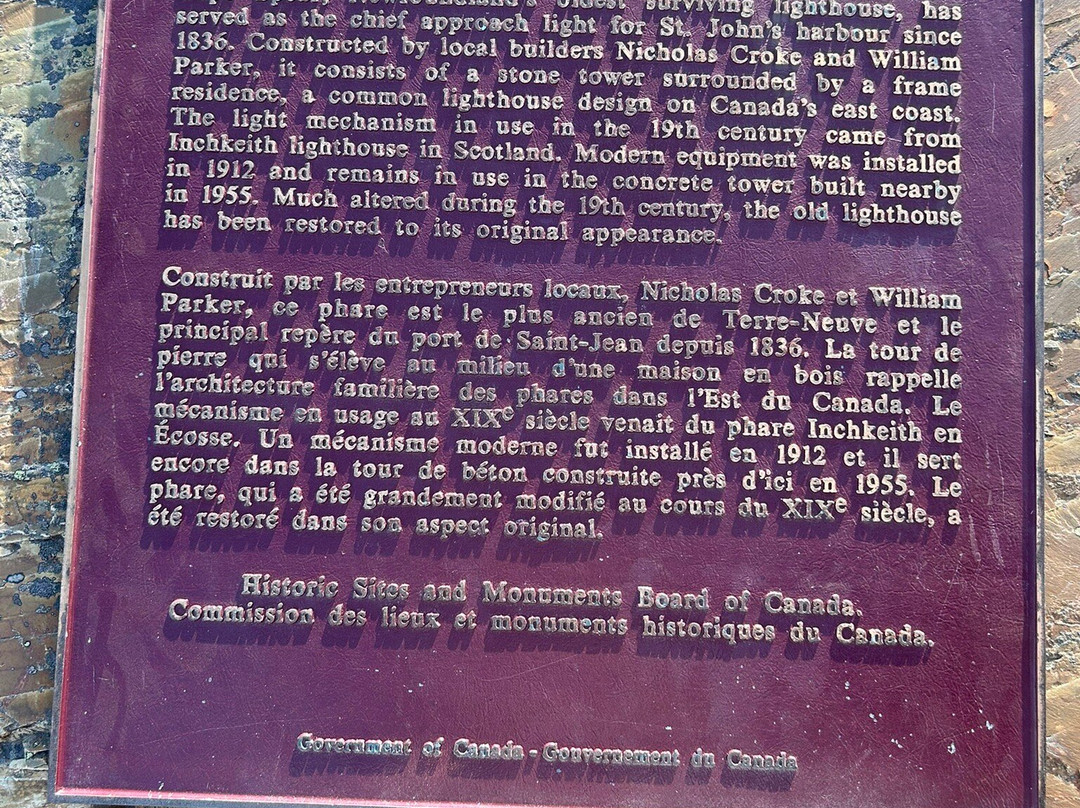 Newfoundland's oldest surviving lighthouse, has
served as the chief approach light for St. John's harbour since
1836. Constructed by local builders Nicholas Croke and William
Parker, it consists of a stone tower surrounded by a frame
residence, a common lighthouse design on Canada's east coast.
The light mechanism in use in the 19th century came from
Inchkeith lighthouse in Scotland. Modern equipment was installed
in 1912 and remains in use in the concrete tower built nearby
in 1955. Much altered during the 19th century, the old lighthouse
has been restored to its original appearance.
Construit par les entrepreneurs locaux, Nicholas Croke et William
Parker, ce phare est le plus ancien de Terre-Neuve et le
principal repère du port de Saint-Jean depuis 1836. La tour de
pierre qui s'élève au milieu d'une maison en bois rappelle
l'architecture familière des phares dans l'Est du Canada. Le
mécanisme en usage au XIXe siècle venait du phare Inchkeith en
Écosse. Un mécanisme moderne fut installé en 1912 et il sert
encore dans la tour de béton construite près d'ici en 1955. Le
phare, qui a été grandement modifié au cours du XIXe siècle, a
été restoré dans son aspect original.
Historic Sites and Monuments Board of Canada.
Commission des lieux et monuments historiques du Canada.
Government of Canada - Gouvernement du Canada